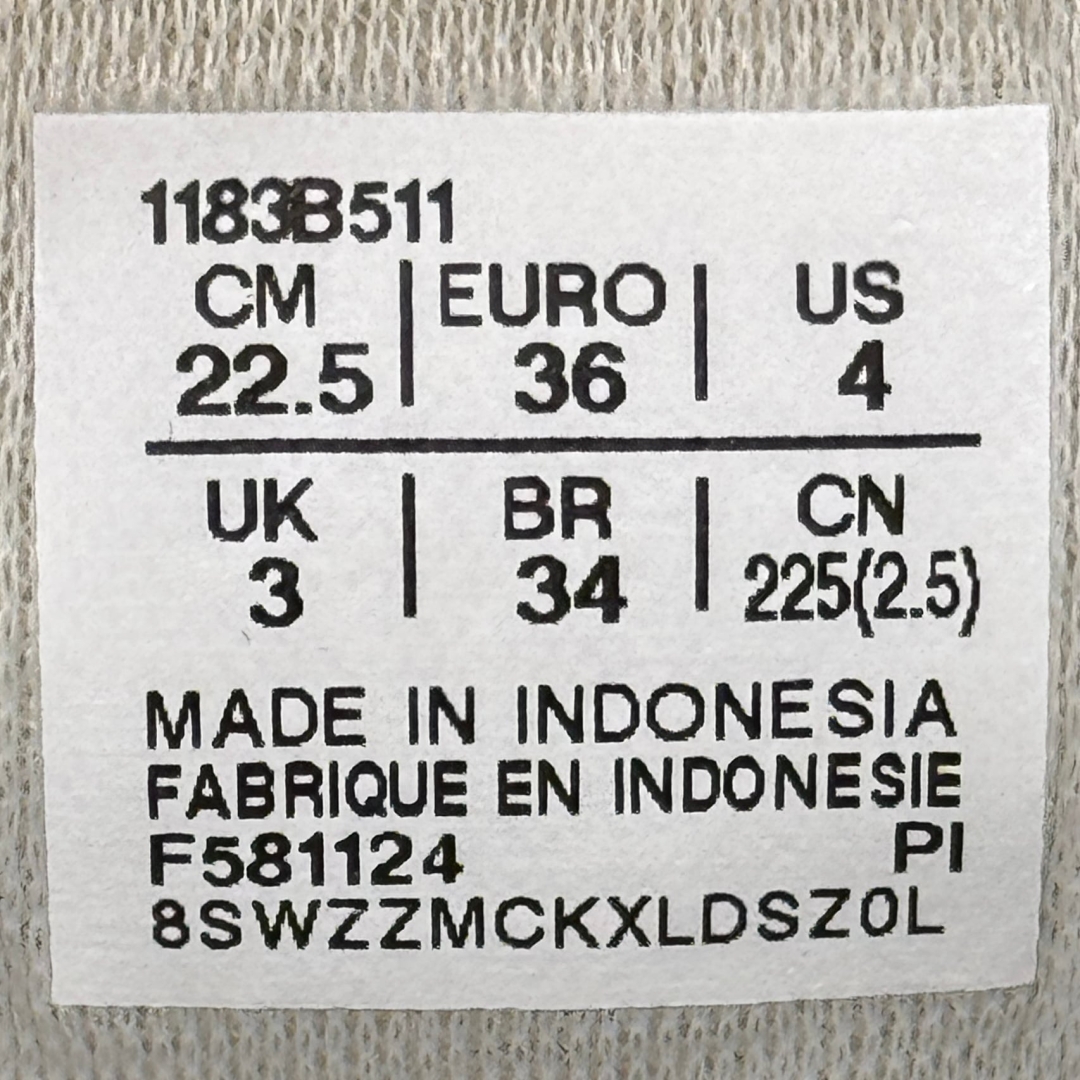 1183B511
CM | EURO | US
22.5 | 36 | 4
UK | BR | CN
3 | 34 | 225(2.5)
MADE IN INDONESIA
FABRIQUE EN INDONESIE
F581124 PI
8SWZZMCKXLDSZ0L